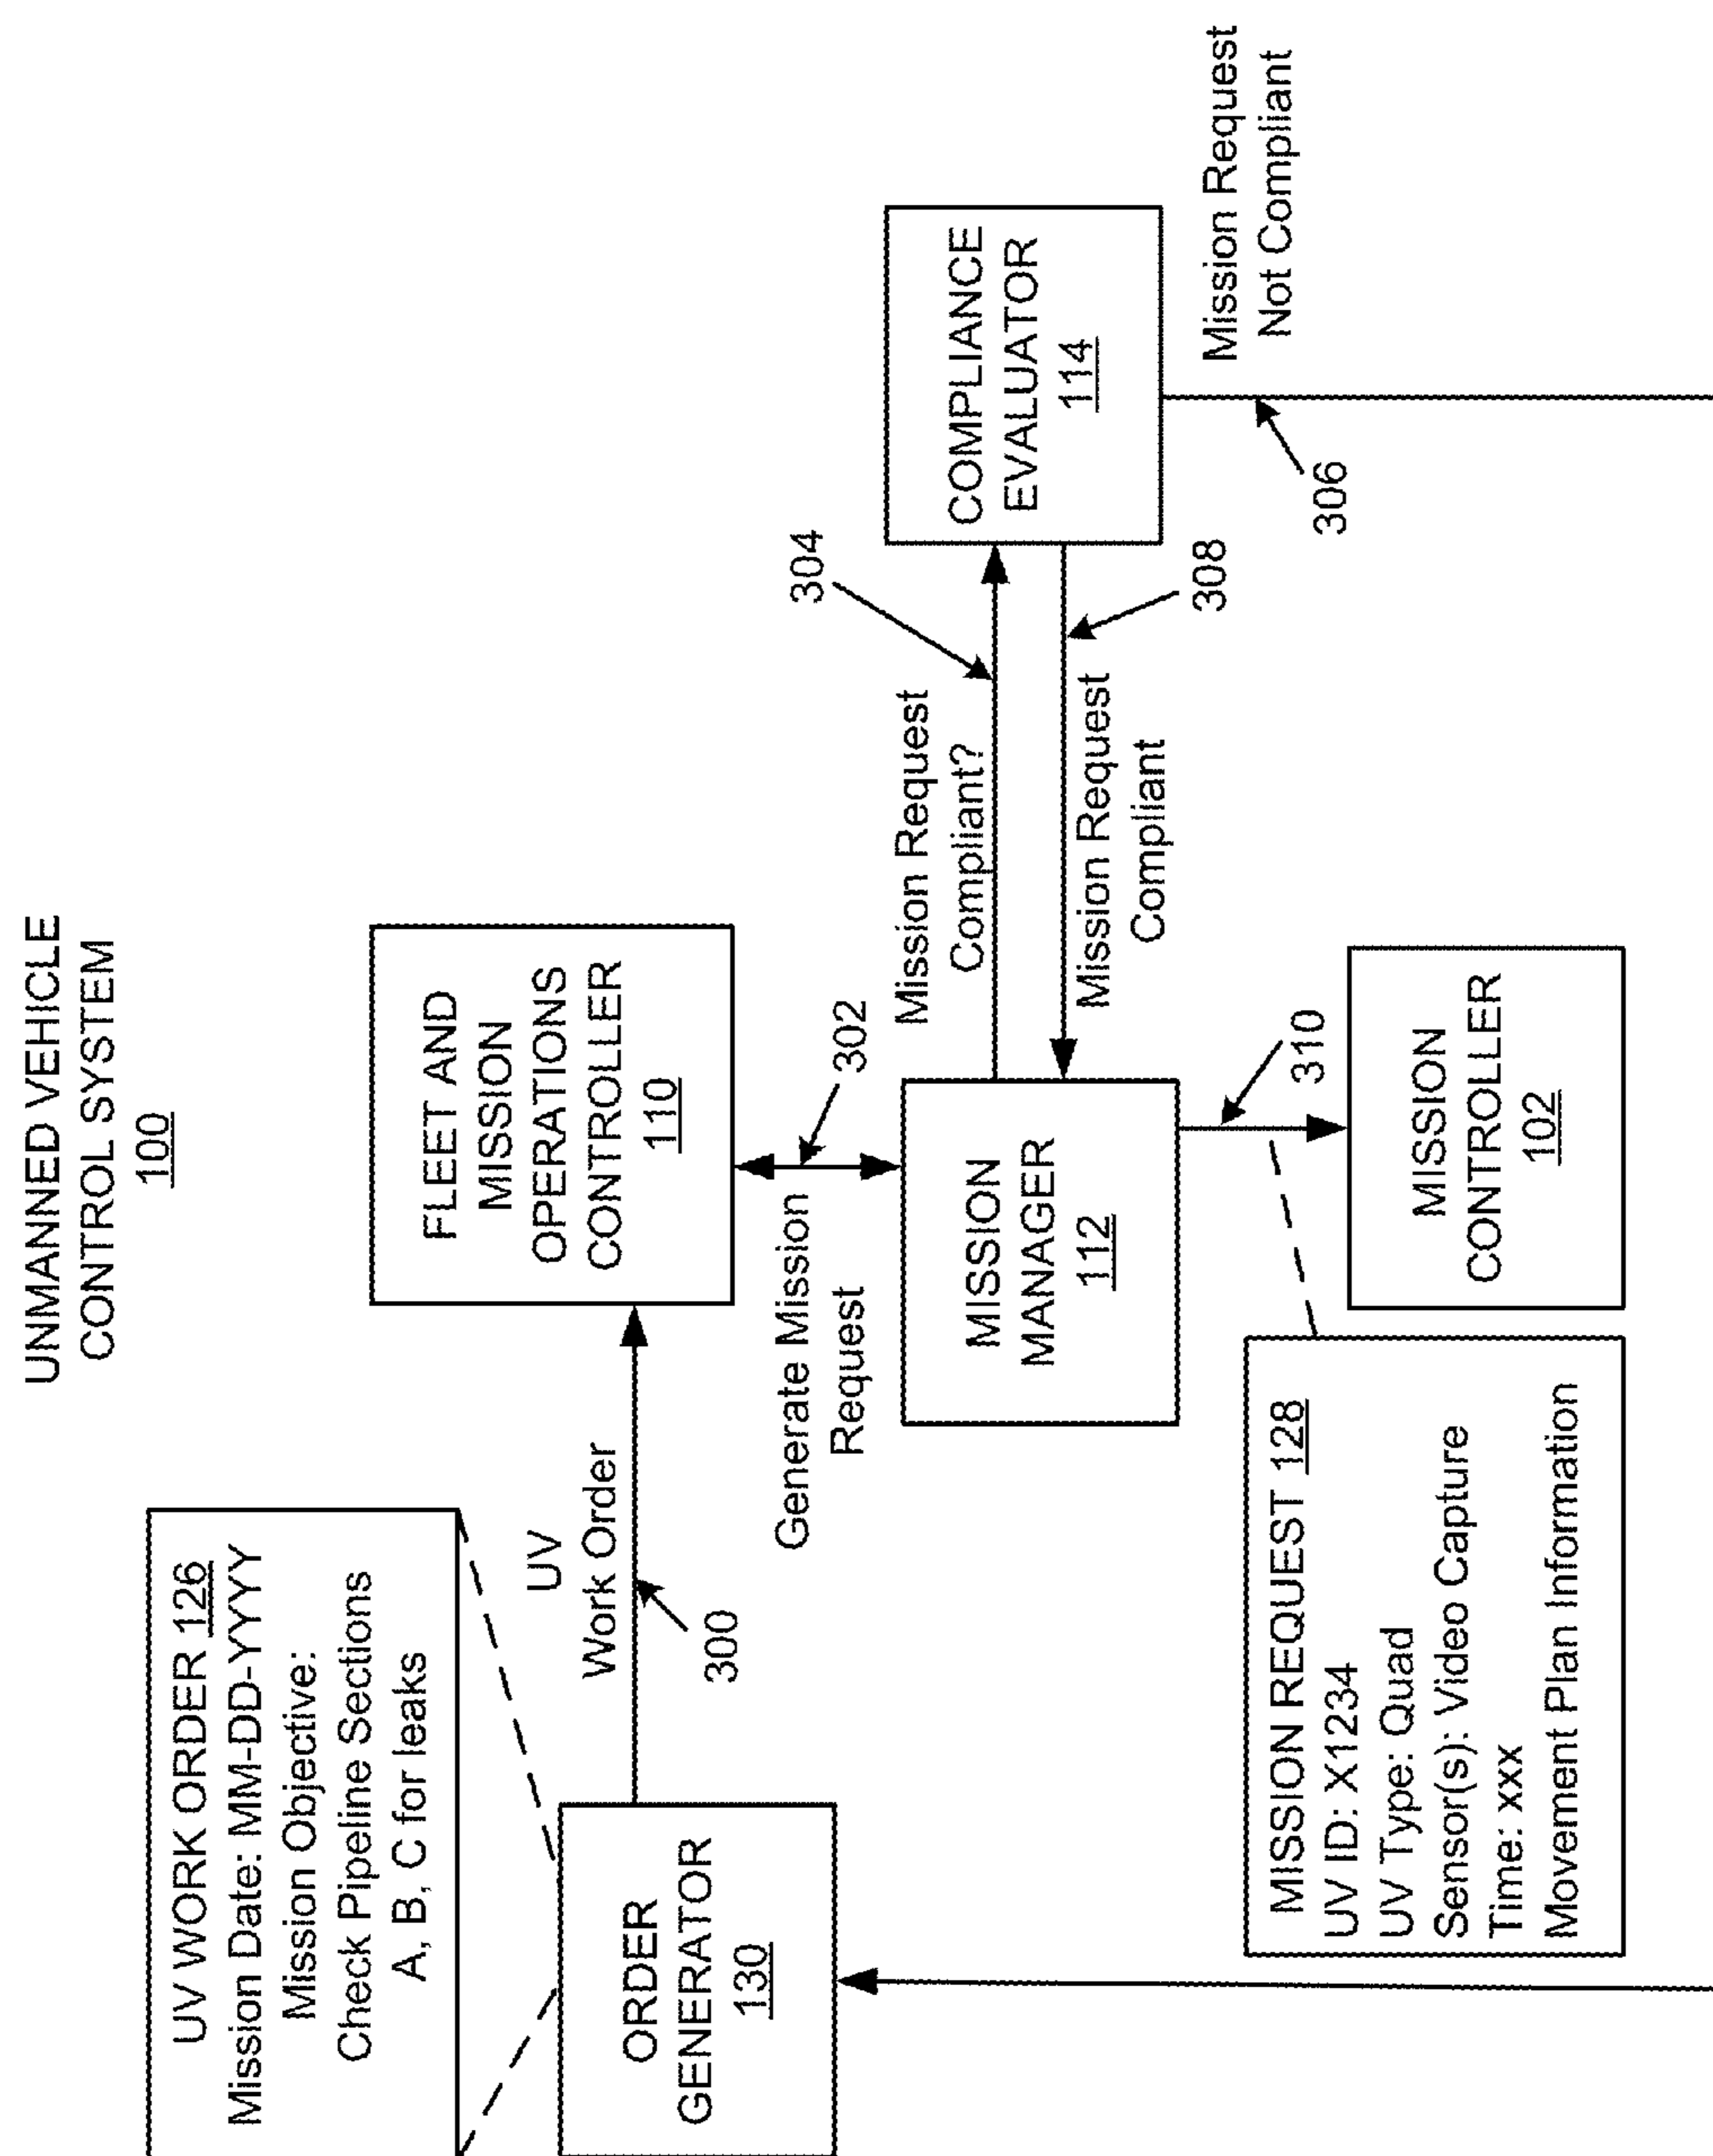 UNMANNED VEHICLE
CONTROL SYSTEM
100
UV WORK ORDER 126
Mission Date: MM-DD-YYYY
Mission Objective:
Check Pipeline Sections
A, B, C for leaks
ORDER
GENERATOR
130
UV
Work Order
300
FLEET AND
MISSION
OPERATIONS
CONTROLLER
110
Generate Mission
Request
302
MISSION
MANAGER
112
Mission Request
Compliant?
304
Mission Request
Compliant
308
COMPLIANCE
EVALUATOR
114
Mission Request
Not Compliant
306
310
MISSION
CONTROLLER
102
MISSION REQUEST 128
UV ID: X1234
UV Type: Quad
Sensor(s): Video Capture
Time: xxx
Movement Plan Information